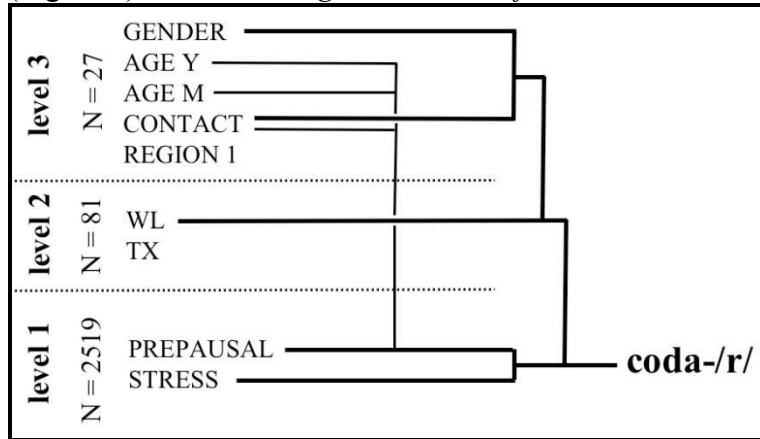 GENDER
AGE Y
AGE M
CONTACT
REGION 1
level 3
N = 27
WL
TX
level 2
N = 81
PREPAUSAL
STRESS
level 1
N = 2519
coda-/r/